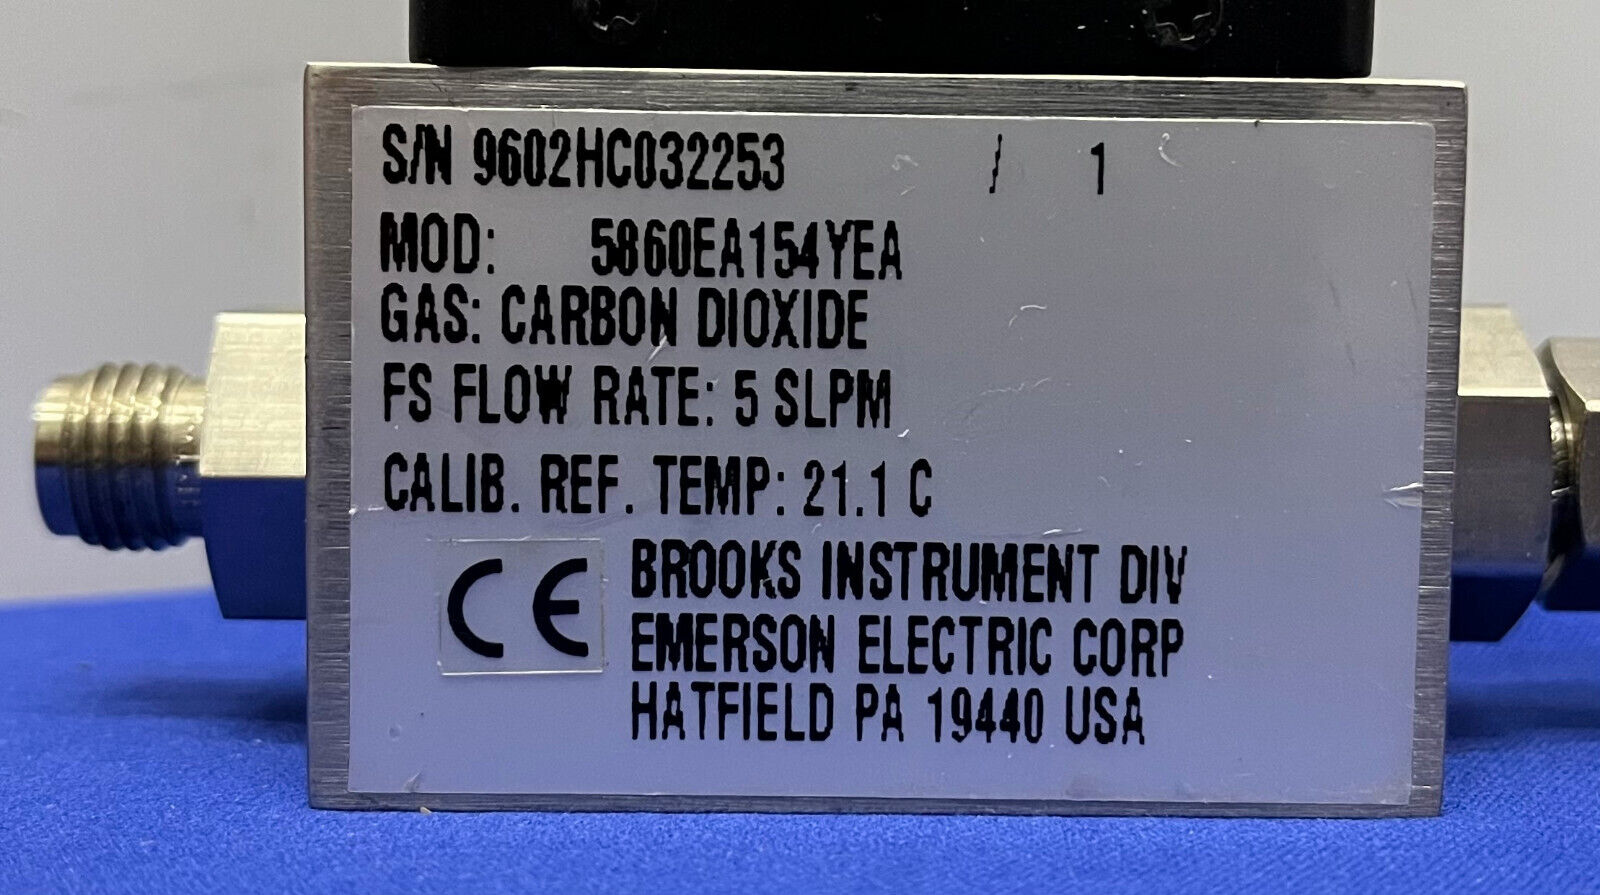 S/N 9602HC032253 / 1
MOD: 5860EA154YEA
GAS: CARBON DIOXIDE
FS FLOW RATE: 5 SLPM
CALIB. REF. TEMP: 21.1 C
CE
BROOKS INSTRUMENT DIV
EMERSON ELECTRIC CORP
HATFIELD PA 19440 USA